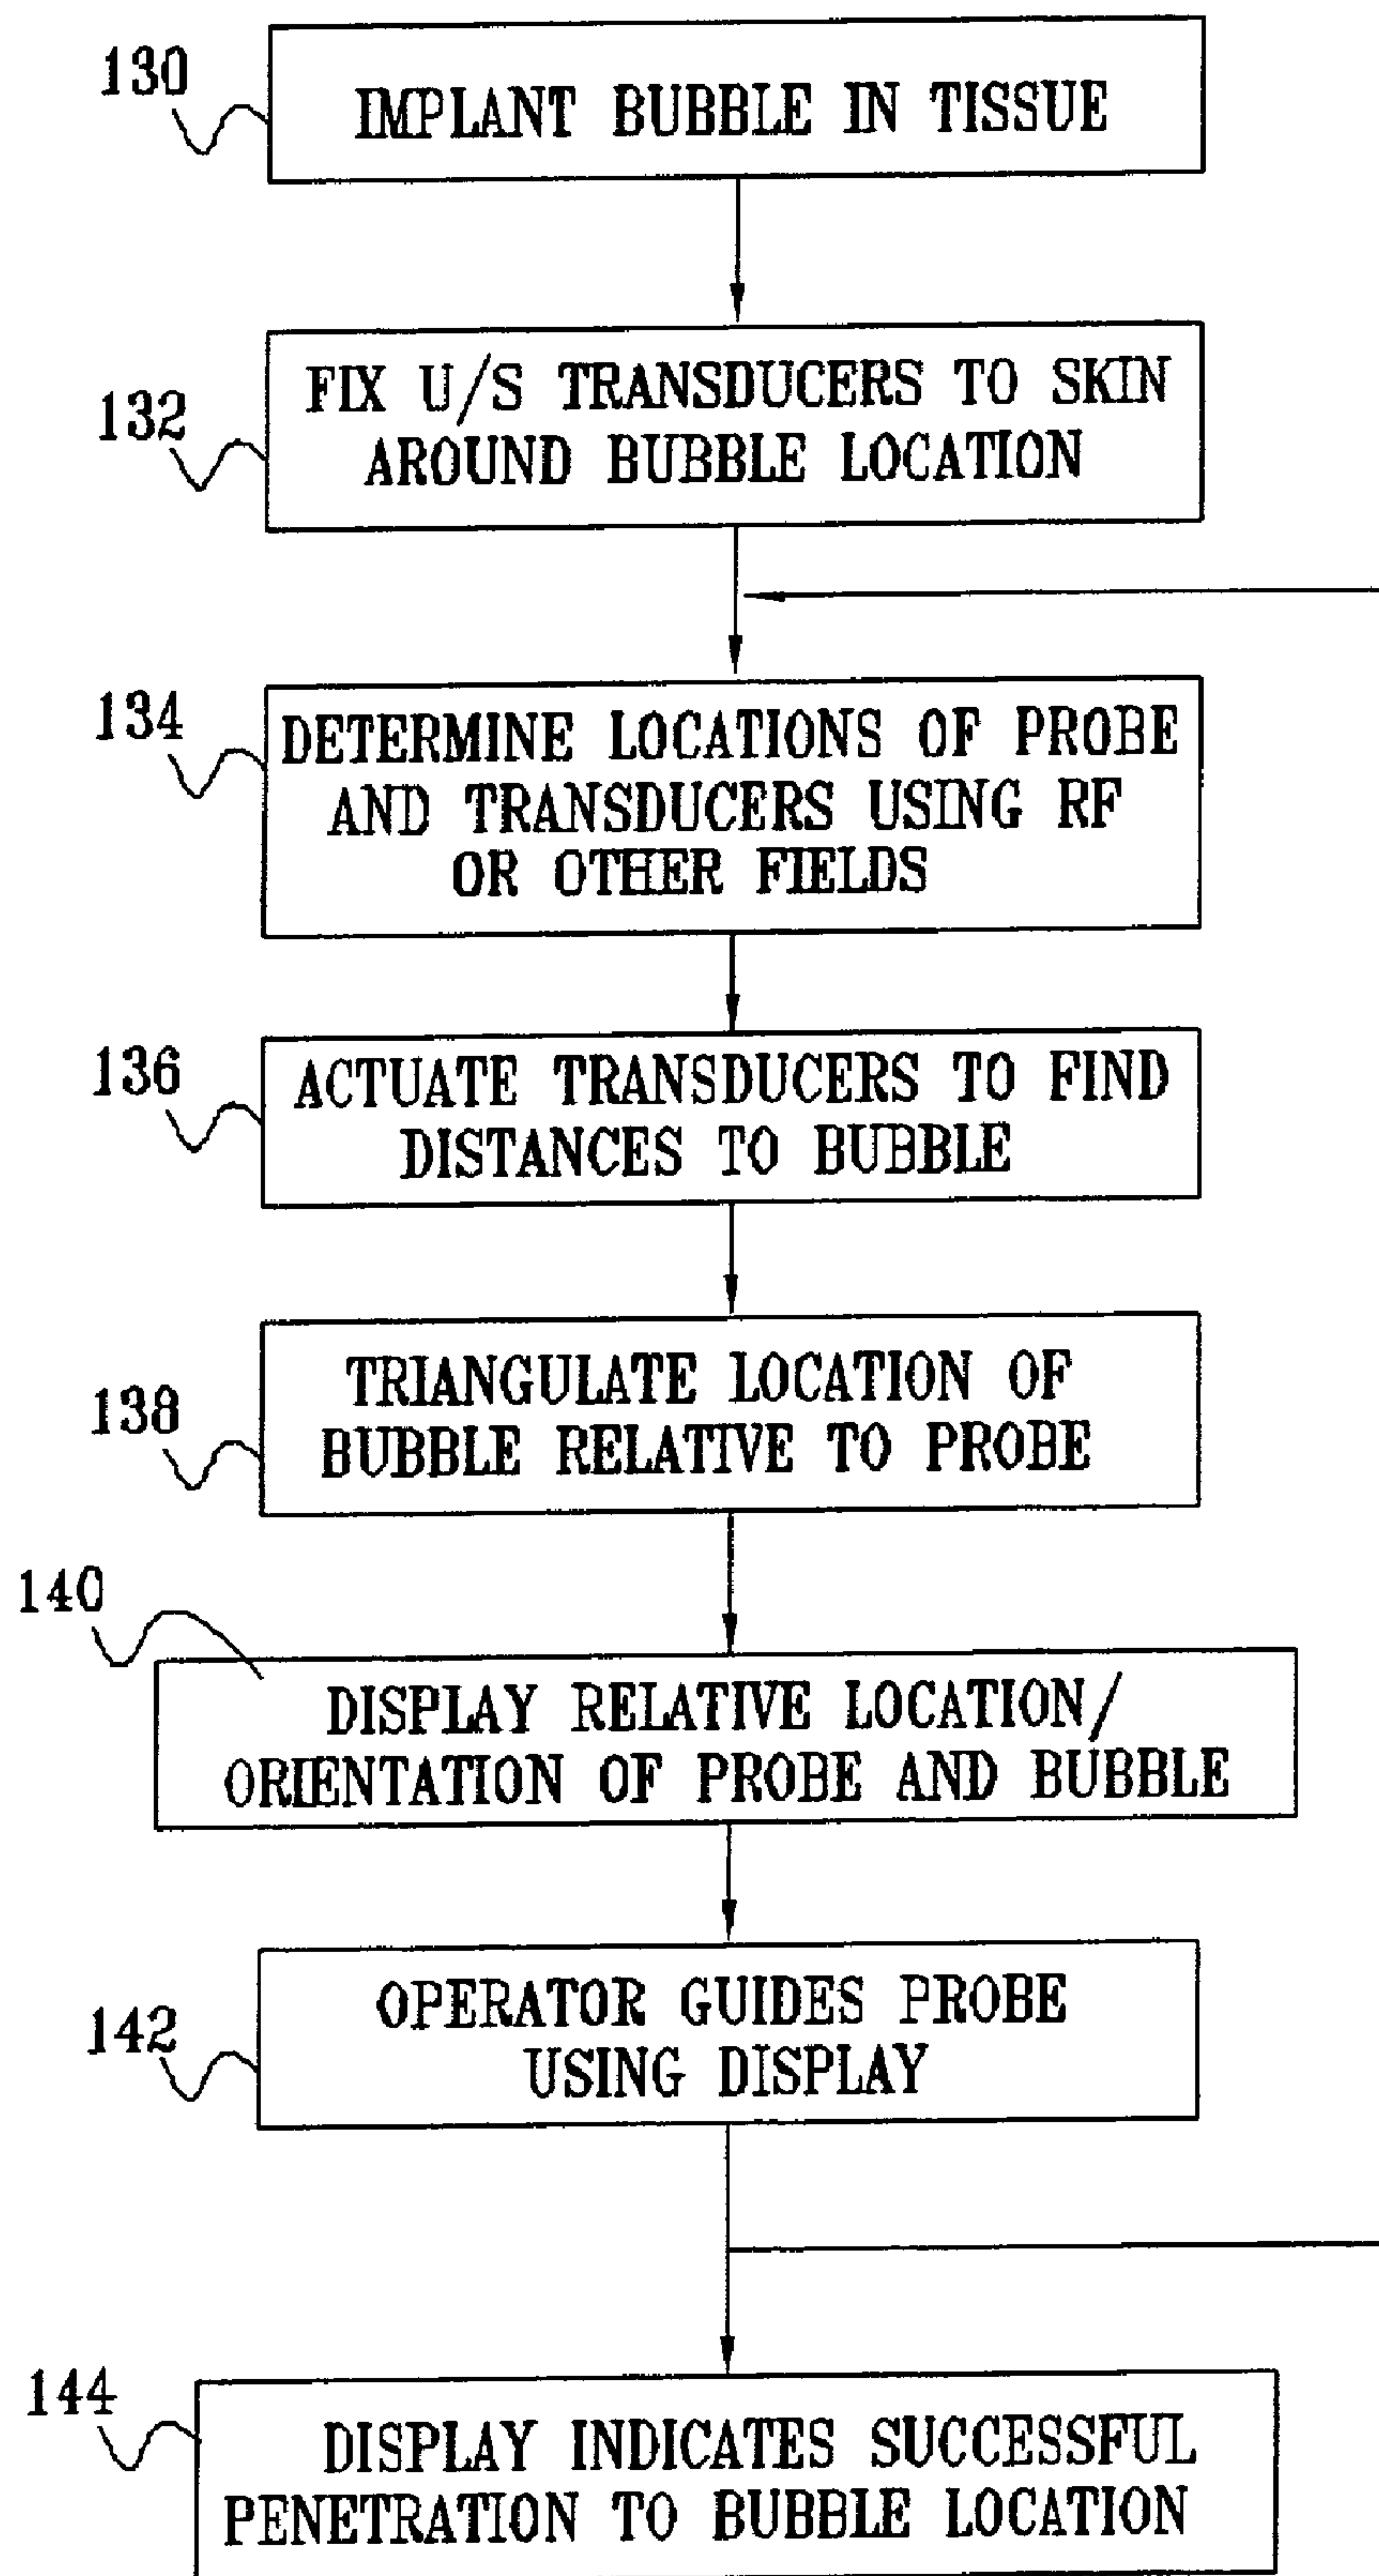 130
IMPLANT BUBBLE IN TISSUE
132
FIX U/S TRANSDUCERS TO SKIN
AROUND BUBBLE LOCATION
134
DETERMINE LOCATIONS OF PROBE
AND TRANSDUCERS USING RF
OR OTHER FIELDS
136
ACTUATE TRANSDUCERS TO FIND
DISTANCES TO BUBBLE
138
TRIANGULATE LOCATION OF
BUBBLE RELATIVE TO PROBE
140
DISPLAY RELATIVE LOCATION/
ORIENTATION OF PROBE AND BUBBLE
142
OPERATOR GUIDES PROBE
USING DISPLAY
144
DISPLAY INDICATES SUCCESSFUL
PENETRATION TO BUBBLE LOCATION